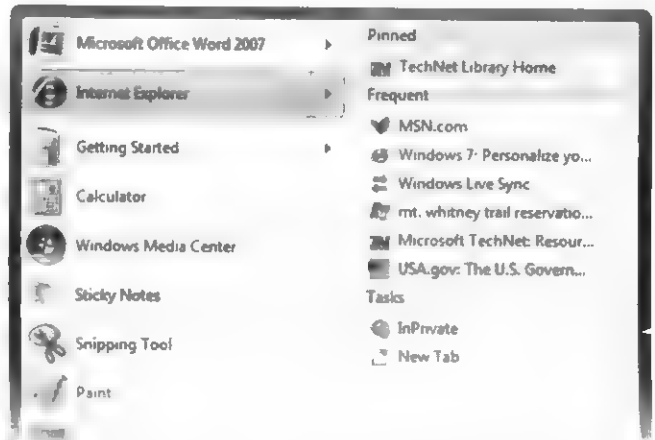 Microsoft Office Word 2007
Internet Explorer
Getting Started
Calculator
Windows Media Center
Sticky Notes
Snipping Tool
Paint
Pinned
TechNet Library Home
Frequent
MSN.com
Windows 7: Personalize yo...
Windows Live Sync
mt. whitney trail reservatio...
Microsoft TechNet: Resour...
USA.gov: The U.S. Govern...
Tasks
InPrivate
New Tab